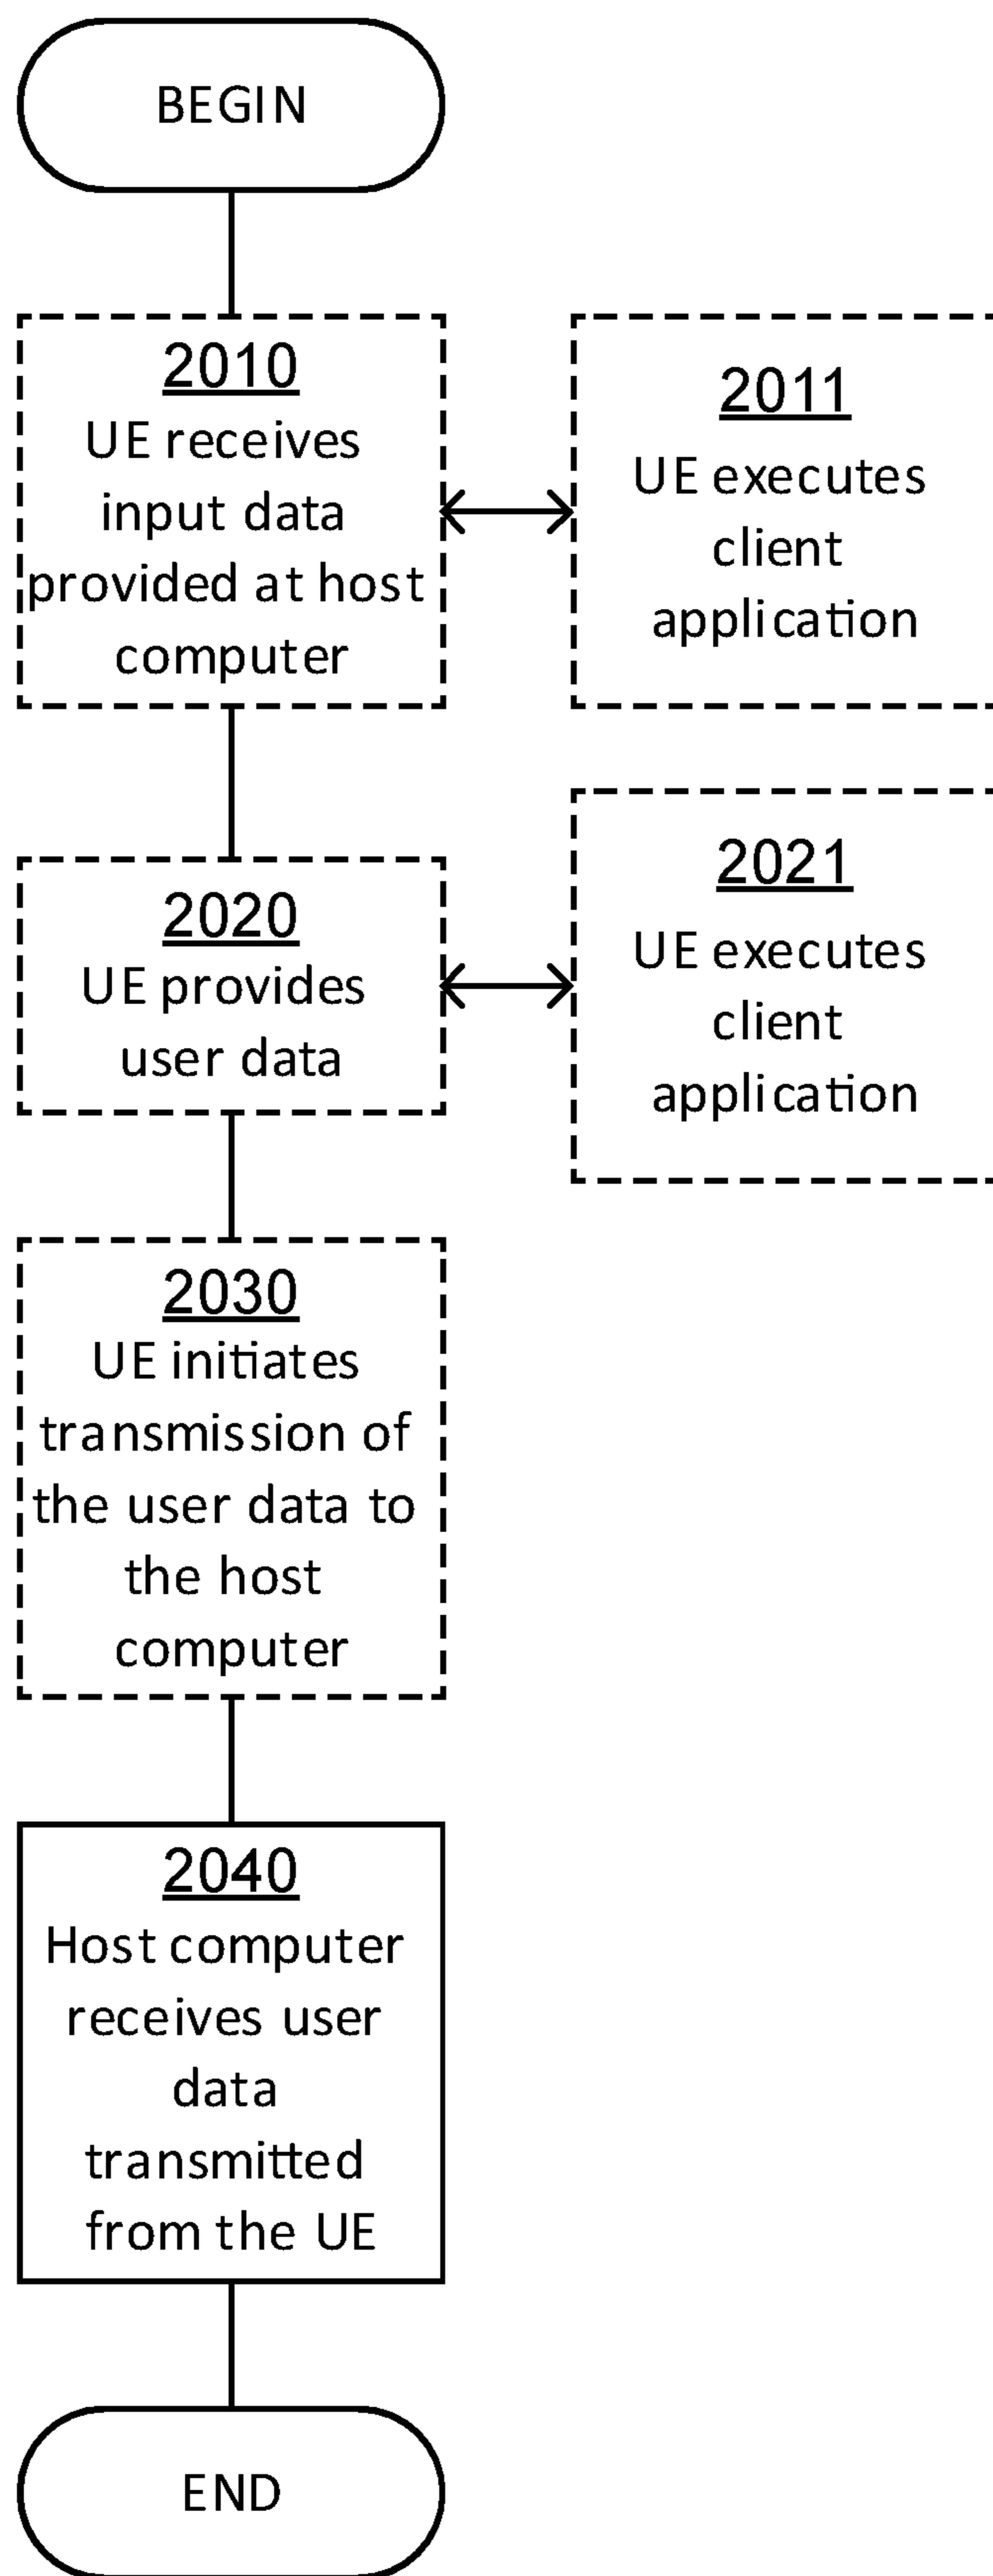 BEGIN
2010
UE receives
input data
provided at host
computer
2011
UE executes
client
application
2020
UE provides
user data
2021
UE executes
client
application
2030
UE initiates
transmission of
the user data to
the host
computer
2040
Host computer
receives user
data
transmitted
from the UE
END